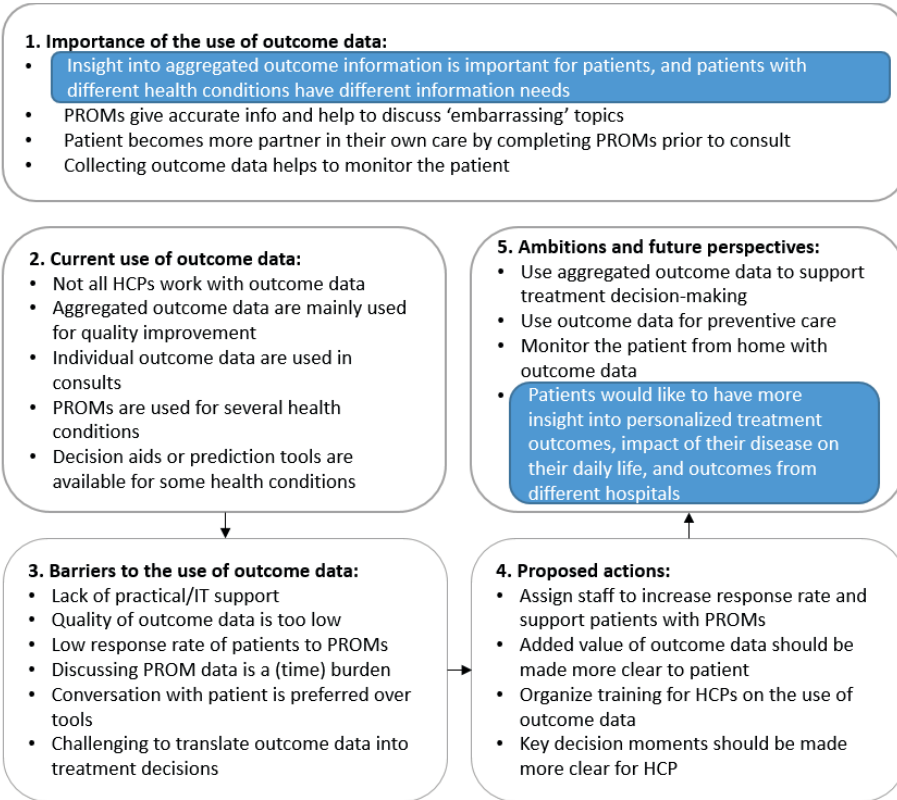 1. Importance of the use of outcome data:
• Insight into aggregated outcome information is important for patients, and patients with
different health conditions have different information needs
• PROMs give accurate info and help to discuss ‘embarrassing’ topics
• Patient becomes more partner in their own care by completing PROMs prior to consult
• Collecting outcome data helps to monitor the patient
2. Current use of outcome data:
• Not all HCPs work with outcome data
• Aggregated outcome data are mainly used
for quality improvement
• Individual outcome data are used in
consults
• PROMs are used for several health
conditions
• Decision aids or prediction tools are
available for some health conditions
3. Barriers to the use of outcome data:
• Lack of practical/IT support
• Quality of outcome data is too low
• Low response rate of patients to PROMs
• Discussing PROM data is a (time) burden
• Conversation with patient is preferred over
tools
• Challenging to translate outcome data into
treatment decisions
4. Proposed actions:
• Assign staff to increase response rate and
support patients with PROMs
• Added value of outcome data should be
made more clear to patient
• Organize training for HCPs on the use of
outcome data
• Key decision moments should be made
more clear for HCP
5. Ambitions and future perspectives:
• Use aggregated outcome data to support
treatment decision-making
• Use outcome data for preventive care
• Monitor the patient from home with
outcome data
• Patients would like to have more
insight into personalized treatment
outcomes, impact of their disease on
their daily life, and outcomes from
different hospitals